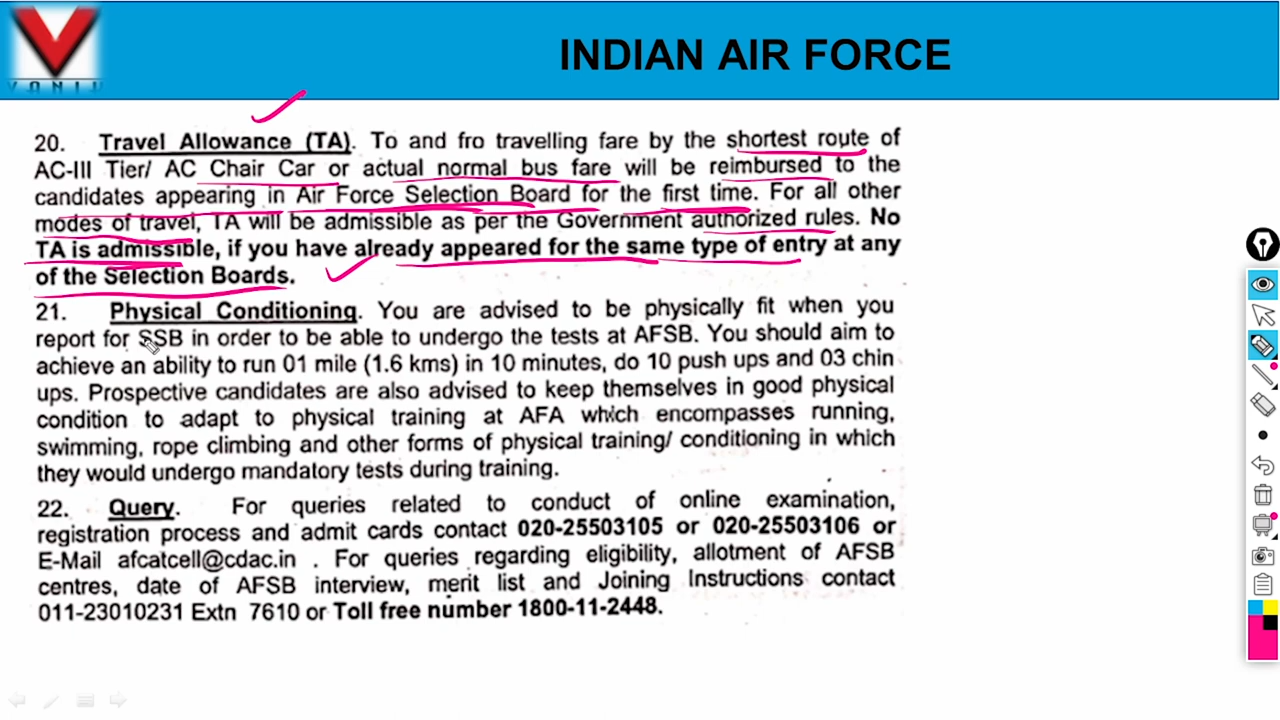 INDIAN AIR FORCE
VANIK
20. Travel Allowance (TA). To and fro travelling fare by the shortest route of
AC-III Tier/ AC Chair Car or actual normal bus fare will be reimbursed to the
candidates appearing in Air Force Selection Board for the first time. For all other
modes of travel, TA will be admissible as per the Government authorized rules. No
TA is admissible, if you have already appeared for the same type of entry at any
of the Selection Boards.
21. Physical Conditioning. You are advised to be physically fit when you
report for SSB in order to be able to undergo the tests at AFSB. You should aim to
achieve an ability to run 01 mile (1.6 kms) in 10 minutes, do 10 push ups and 03 chin
ups. Prospective candidates are also advised to keep themselves in good physical
condition to adapt to physical training at AFA which encompasses running,
swimming, rope climbing and other forms of physical training/ conditioning in which
they would undergo mandatory tests during training.
22. Query. For queries related to conduct of online examination,
registration process and admit cards contact 020-25503105 or 020-25503106 or
E-Mail afcatcell@cdac.in . For queries regarding eligibility, allotment of AFSB
centres, date of AFSB interview, merit list and Joining Instructions contact
011-23010231 Extn 7610 or Toll free number 1800-11-2448.